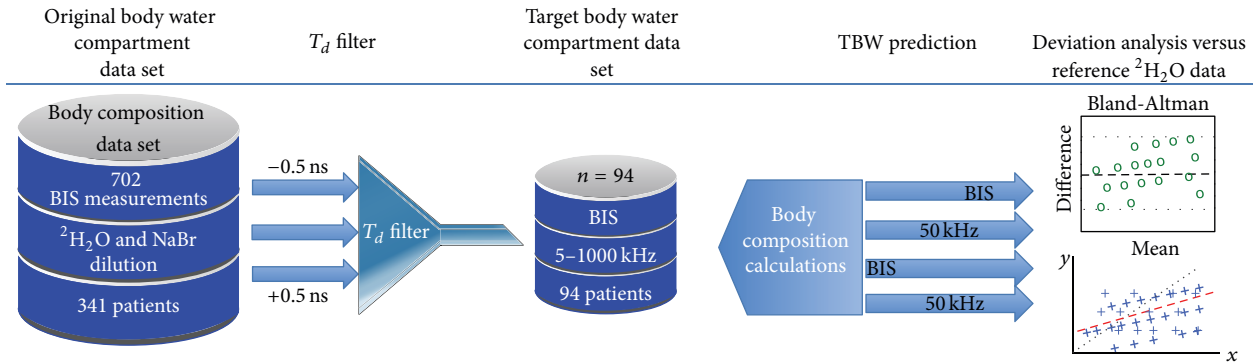 Original body water
compartment
data set
T_d filter
Target body water
compartment data
set
TBW prediction
Deviation analysis versus
reference ²H₂O data
Body composition
data set
702
BIS measurements
²H₂O and NaBr
dilution
341 patients
−0.5 ns
+0.5 ns
T_d filter
n = 94
BIS
5–1000 kHz
94 patients
Body
composition
calculations
BIS
50 kHz
BIS
50 kHz
Bland-Altman
Difference
Mean
y
x